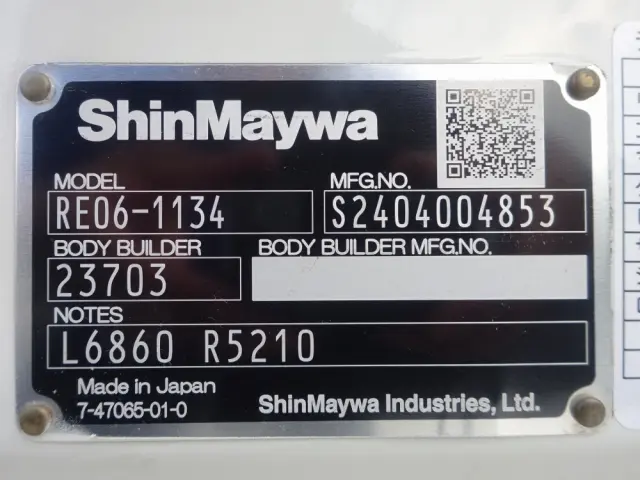 ShinMaywa
MODEL MFG.NO.
RE06-1134 S2404004853
BODY BUILDER BODY BUILDER MFG.NO.
23703
NOTES
L6860 R5210
Made in Japan
7-47065-01-0 ShinMaywa Industries, Ltd.